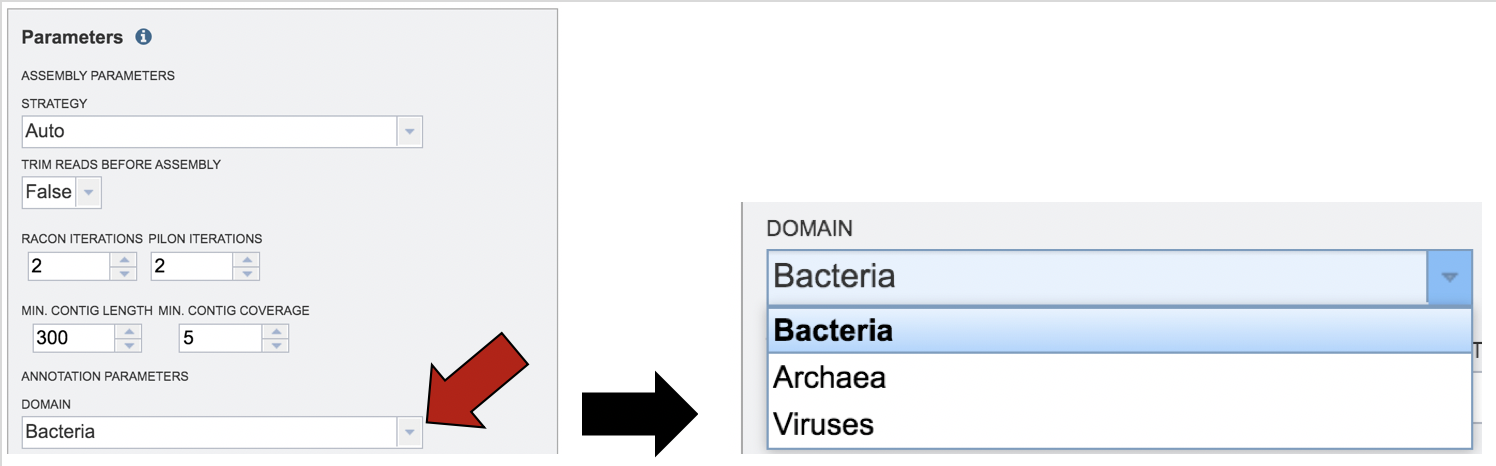 Parameters
ASSEMBLY PARAMETERS
STRATEGY
Auto
TRIM READS BEFORE ASSEMBLY
False
RACON ITERATIONS PILON ITERATIONS
2 2
MIN. CONTIG LENGTH MIN. CONTIG COVERAGE
300 5
ANNOTATION PARAMETERS
DOMAIN
Bacteria
DOMAIN
Bacteria
Bacteria
Archaea
Viruses